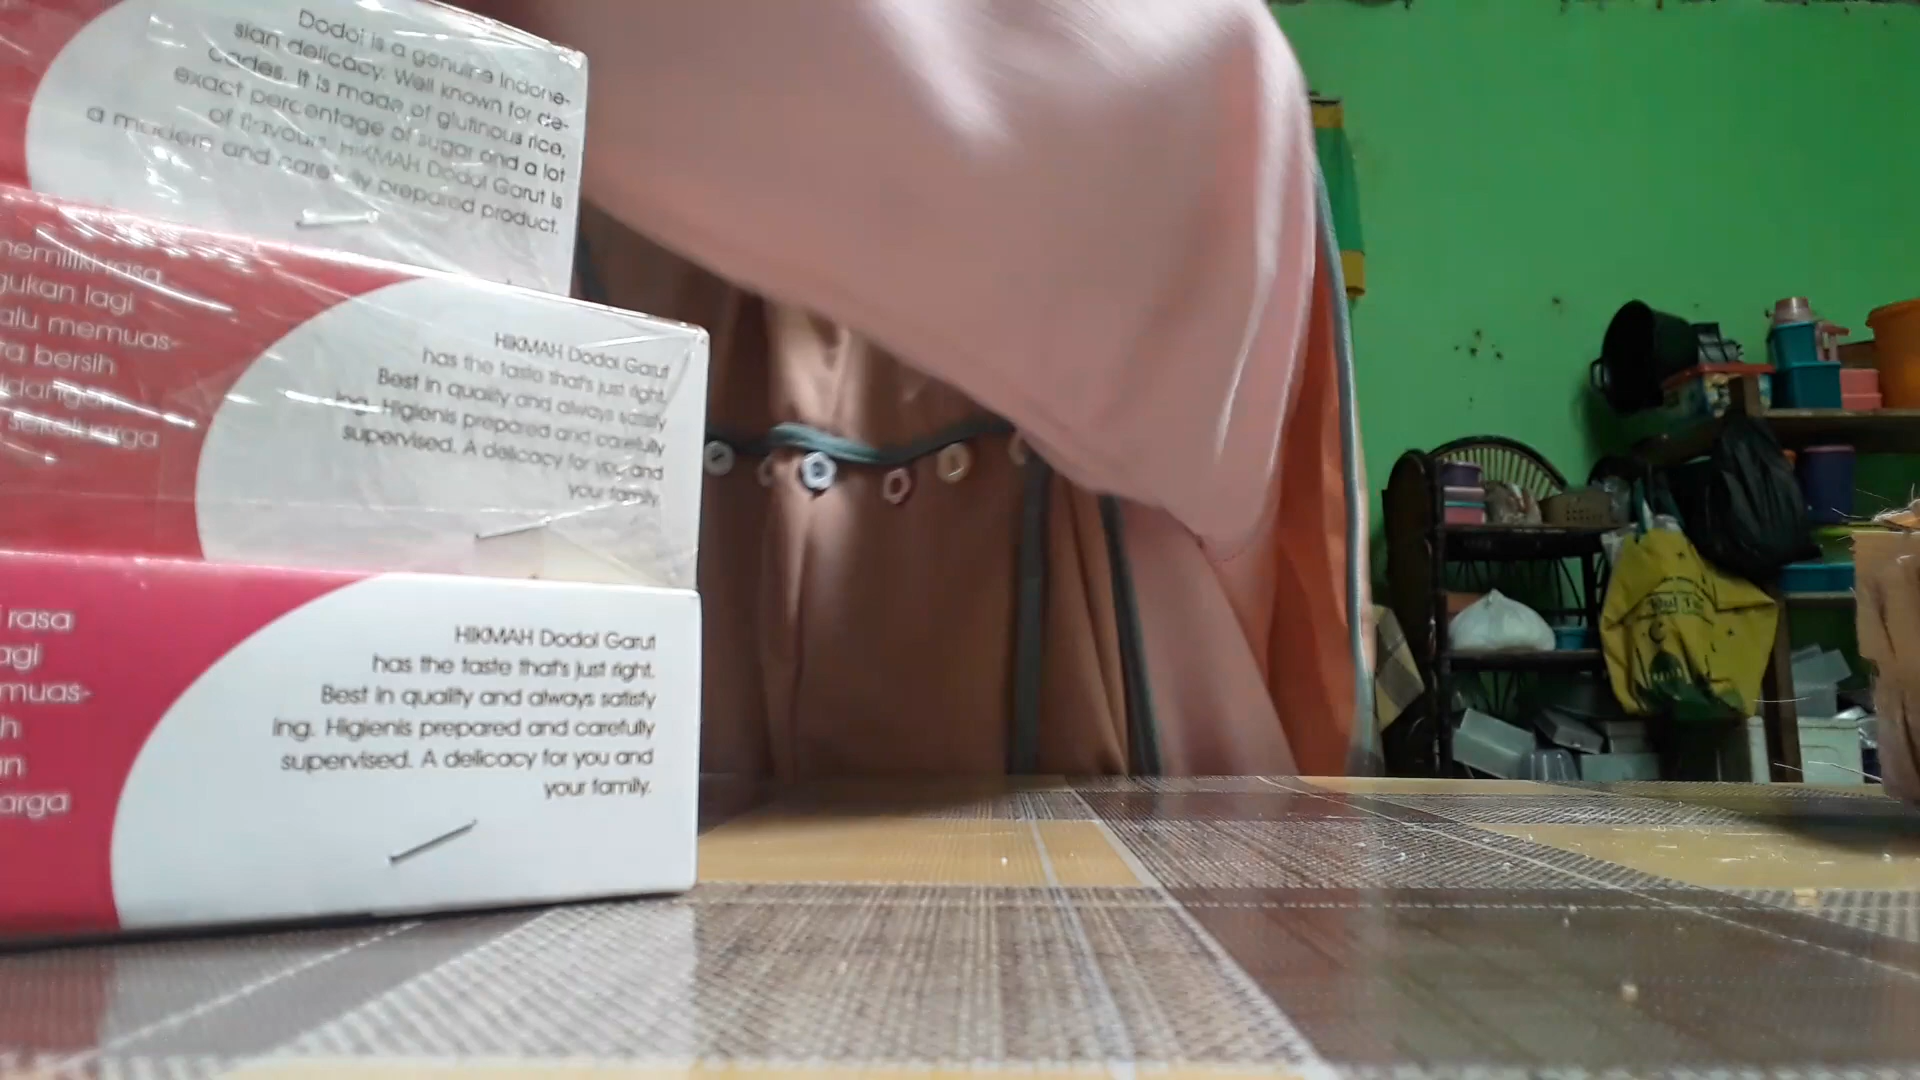 Dodol is a genuine Indone-
sian delicacy. Well known for de-
cades. It is made of glutinous rice,
exact percentage of sugar and a lot
of flavours. HIKMAH Dodol Garut is
a modern and carefully prepared product.
memiliki rasa
gukan lagi
alu memuas-
ta bersih
sekeluarga
HIKMAH Dodol Garut
has the taste that's just right.
Best in quality and always satisfy
ing. Higienis prepared and carefully
supervised. A delicacy for you and
your family.
rasa
agi
muas-
h
an
arga
HIKMAH Dodol Garut
has the taste that's just right.
Best in quality and always satisfy
ing. Higienis prepared and carefully
supervised. A delicacy for you and
your family.